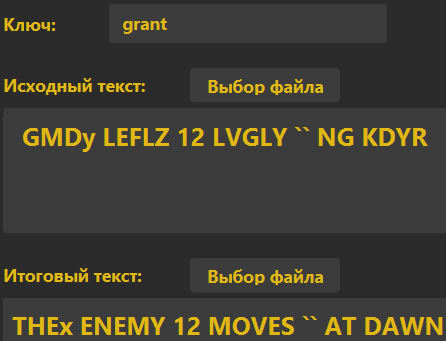 Ключ: grant
Исходный текст: Выбор файла
GMDy LEFLZ 12 LVGLY `` NG KDYR
Итоговый текст: Выбор файла
THEx ENEMY 12 MOVES `` AT DAWN